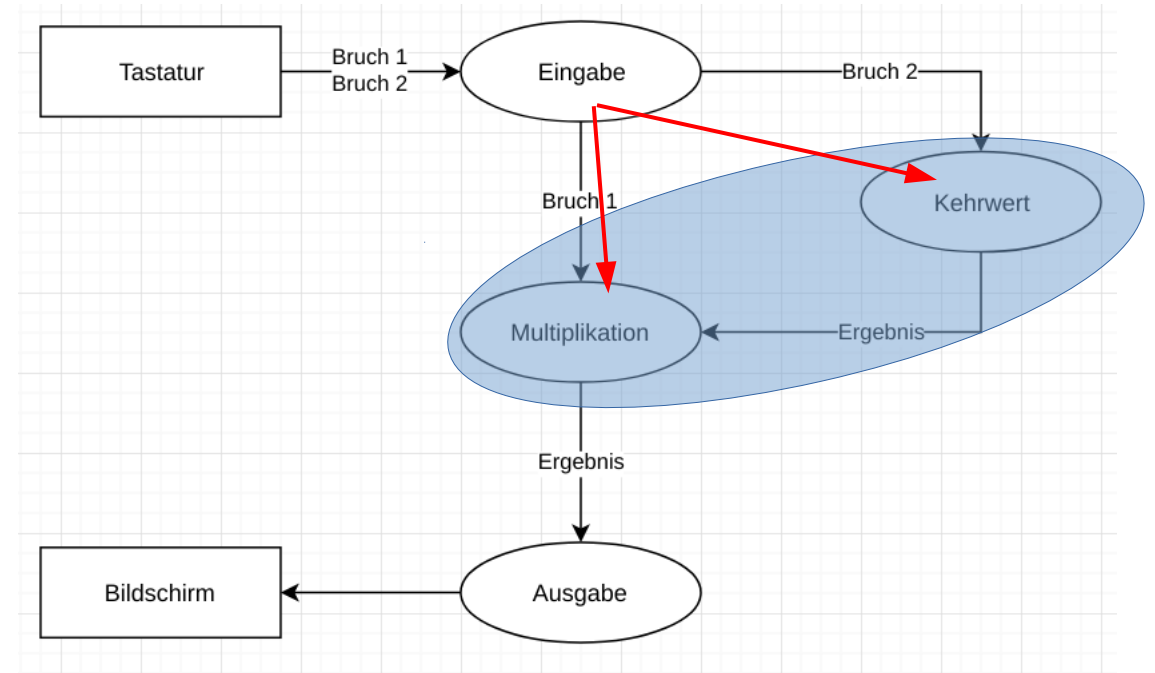 Tastatur
Bruch 1
Bruch 2
Eingabe
Bruch 2
Bruch 1
Kehrwert
Multiplikation
Ergebnis
Ergebnis
Bildschirm
Ausgabe